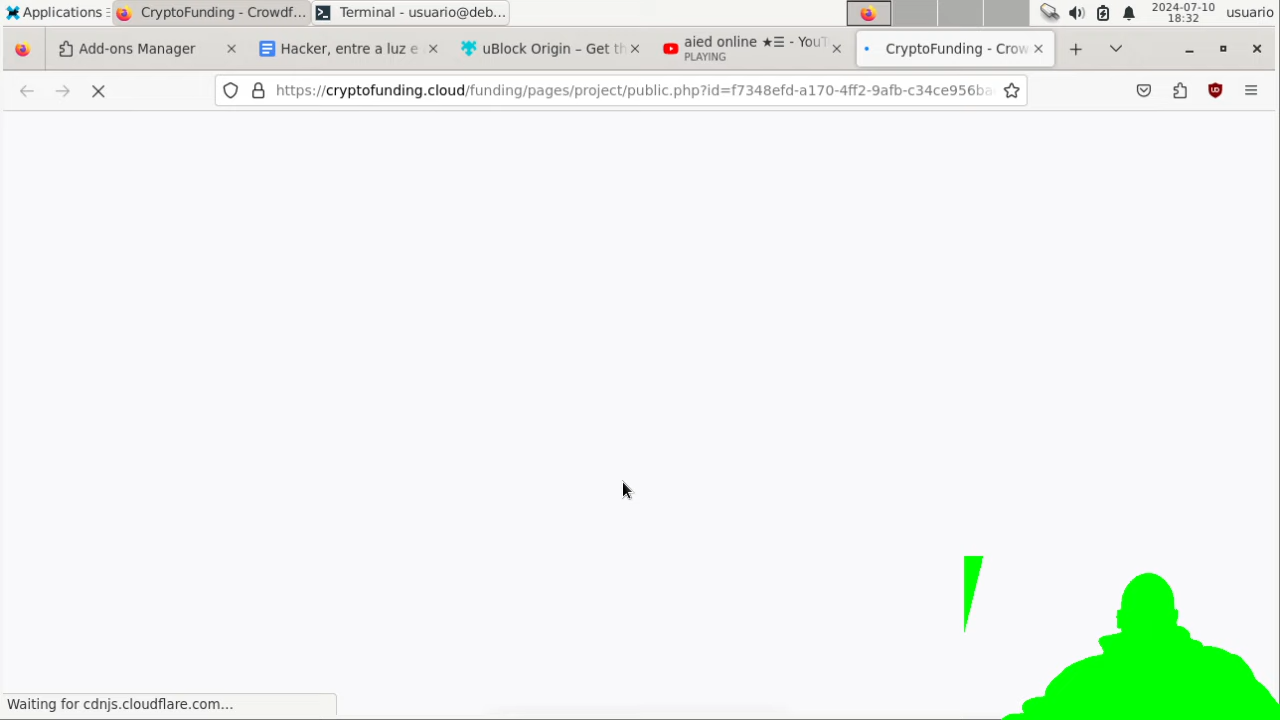 Applications
CryptoFunding - Crowdf...
Terminal - usuario@deb...
2024-07-10
18:32
usuario
Add-ons Manager
Hacker, entre a luz e
uBlock Origin – Get th
aied online ★☰ - YouT
PLAYING
CryptoFunding - Crow
https://cryptofunding.cloud/funding/pages/project/public.php?id=f7348efd-a170-4ff2-9afb-c34ce956ba
Waiting for cdnjs.cloudflare.com...